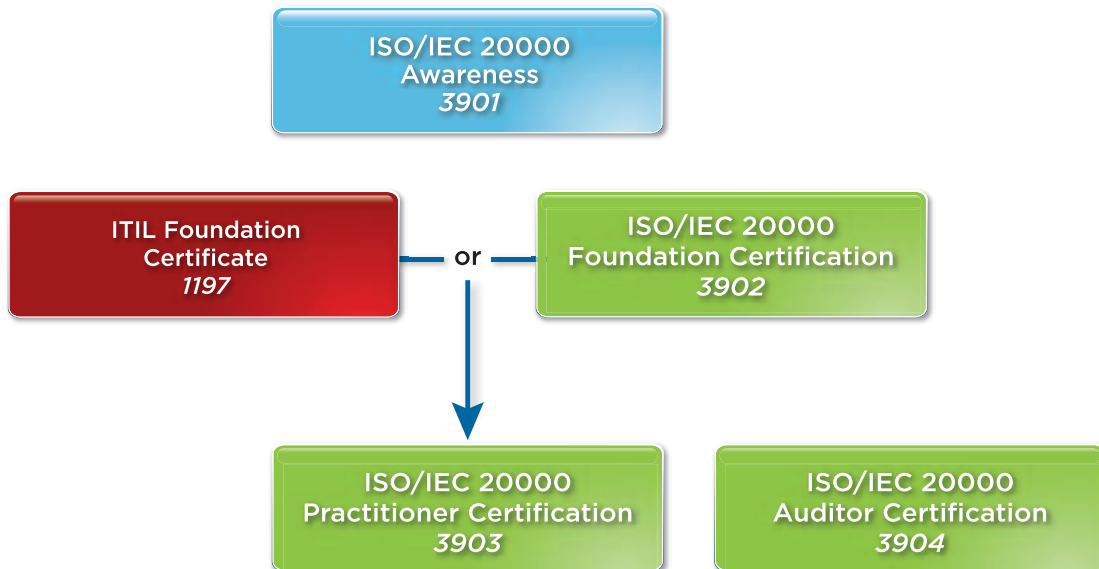 ISO/IEC 20000
Awareness
3901
ITIL Foundation
Certificate
1197
or
ISO/IEC 20000
Foundation Certification
3902
ISO/IEC 20000
Practitioner Certification
3903
ISO/IEC 20000
Auditor Certification
3904